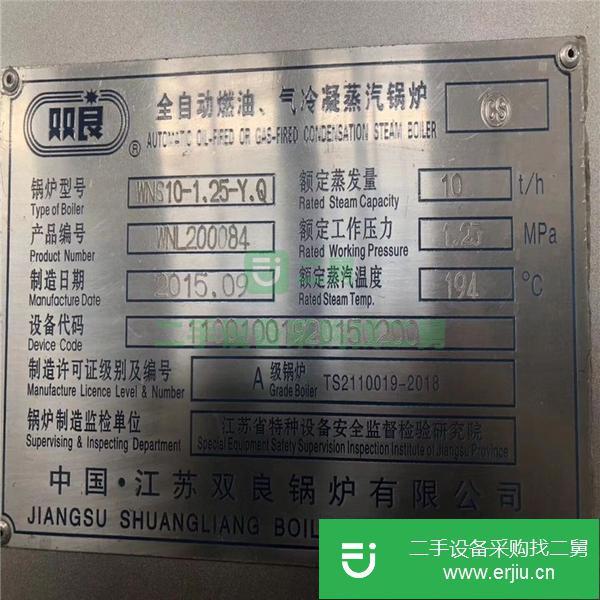 双良®
全自动燃油、气冷凝蒸汽锅炉
AUTOMATIC OIL-FIRED OR GAS-FIRED CONDENSATION STEAM BOILER
CS
锅炉型号 WNS10-1.25-Y.Q 额定蒸发量 10 t/h
Type of Boiler Rated Steam Capacity
产品编号 WNL200084 额定工作压力 1.25 MPa
Product Number Rated Working Pressure
制造日期 2015.09 额定蒸汽温度 194 °C
Manufacture Date Rated Steam Temp.
设备代码
Device Code
制造许可证级别及编号 A 级锅炉 TS2110019-2018
Manufacture Licence Level & Number Grade Boiler
锅炉制造监检单位 江苏省特种设备安全监督检验研究院
Supervising & Inspecting Department Special Equipment Safety Supervision Inspection Institute of Jiangsu Province
中国·江苏双良锅炉有限公司
JIANGSU SHUANGLIANG
二手设备采购找二舅
www.erjiu.cn